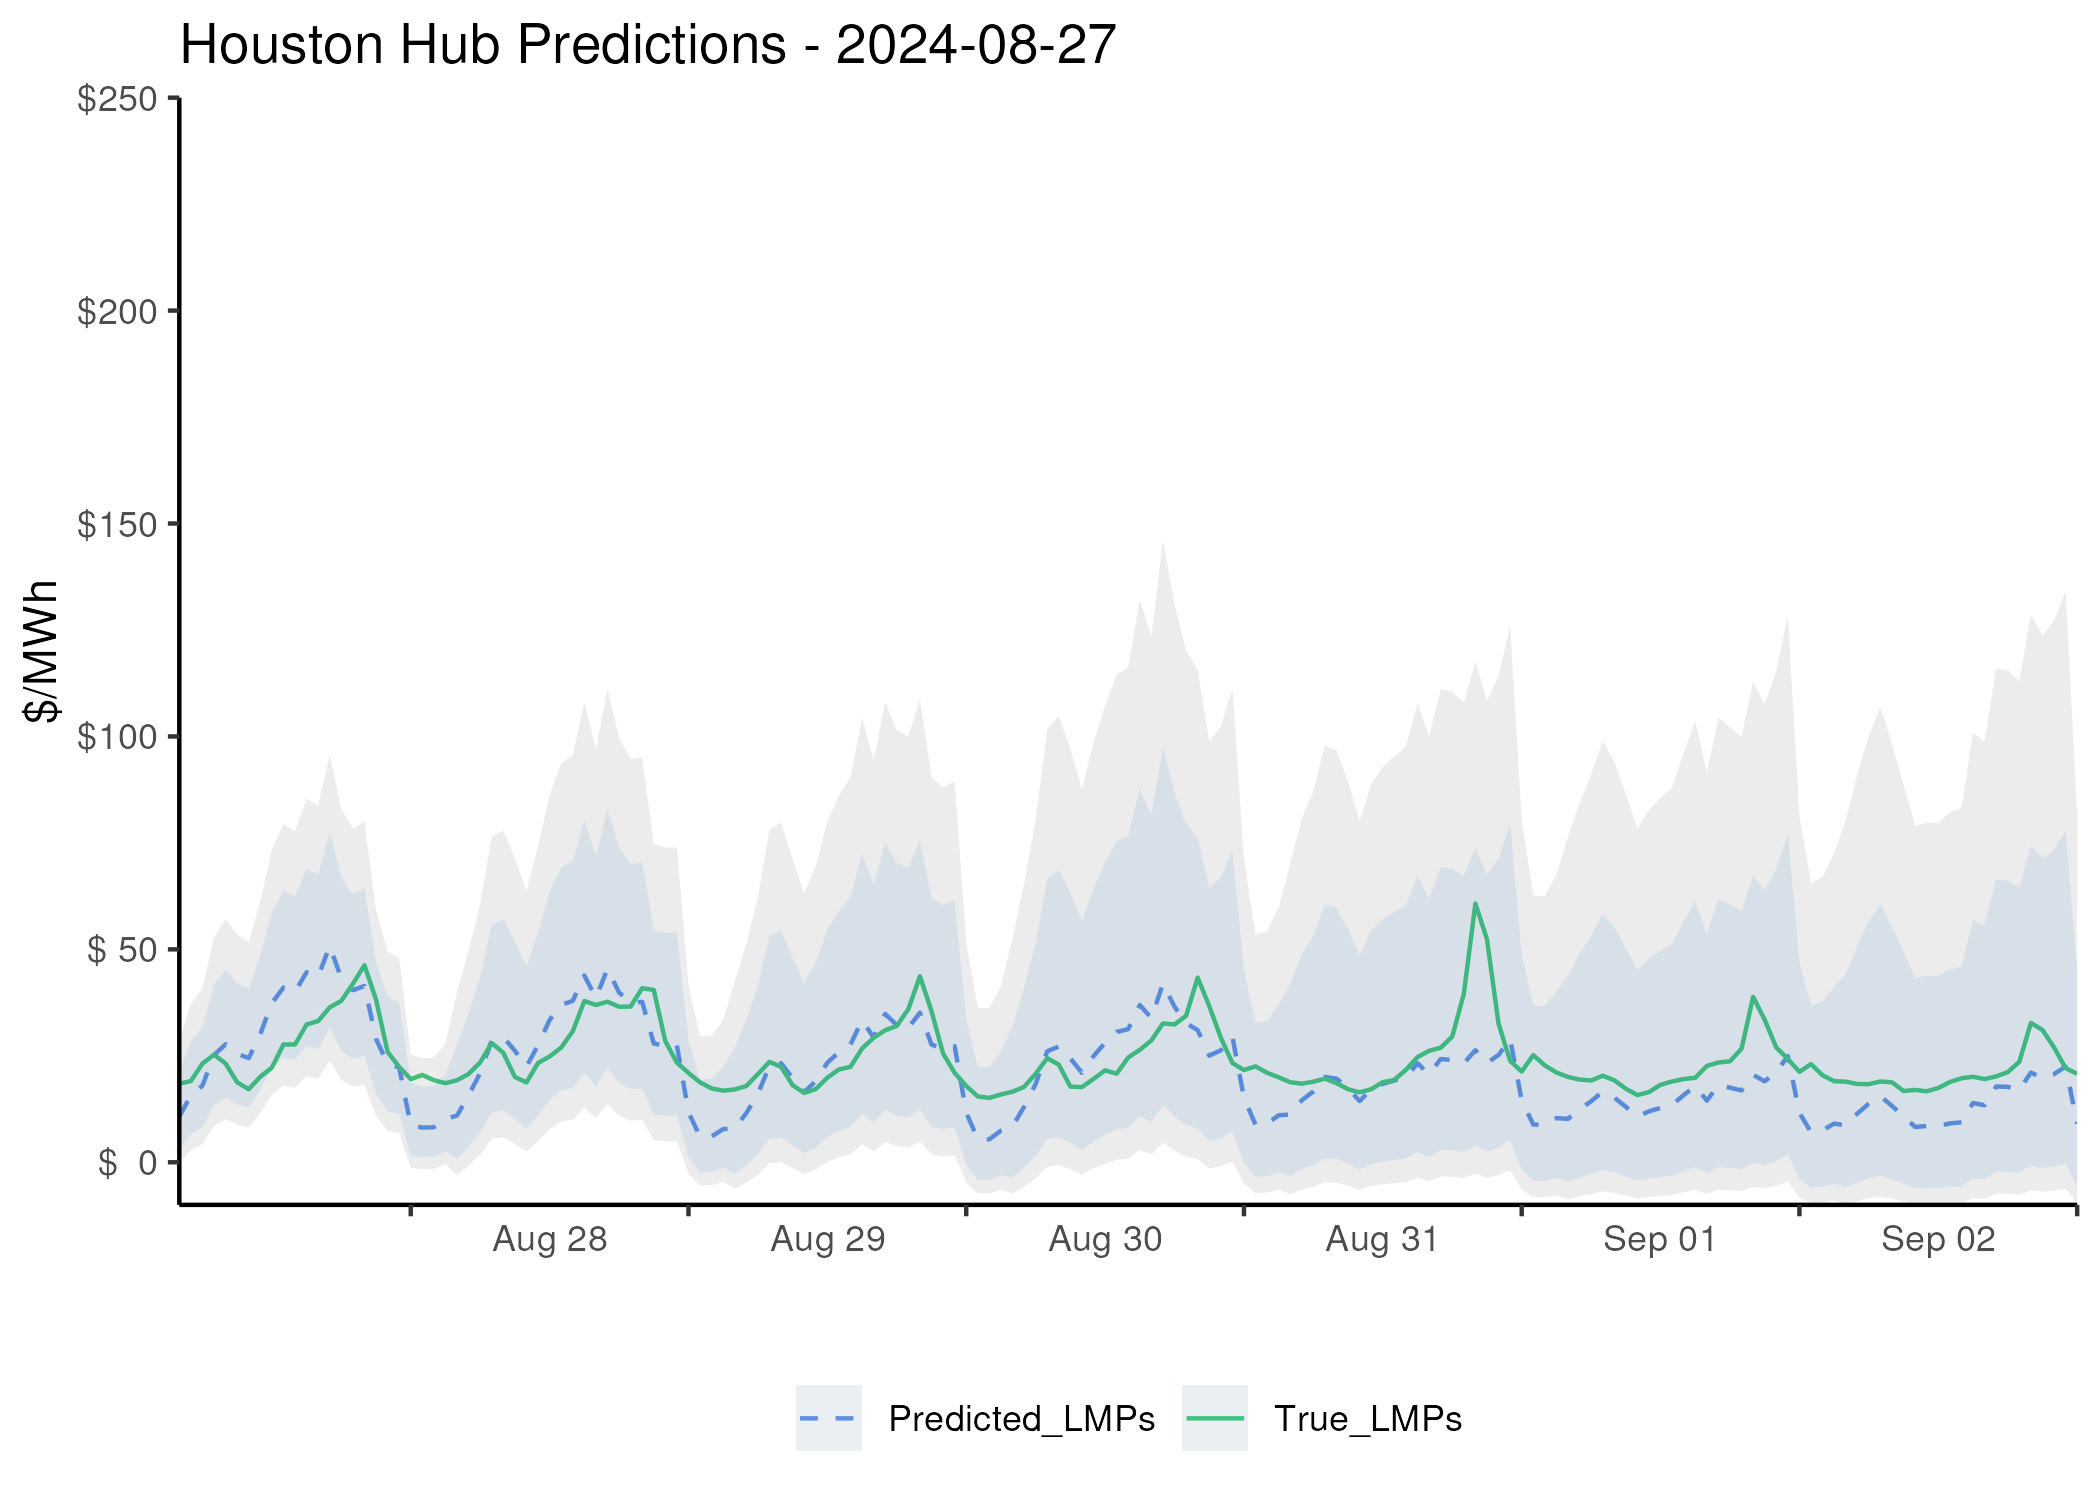 Houston Hub Predictions - 2024-08-27
$250
$200
$150
$100
$ 50
$  0
$/MWh
Aug 28
Aug 29
Aug 30
Aug 31
Sep 01
Sep 02
Predicted_LMPs
True_LMPs